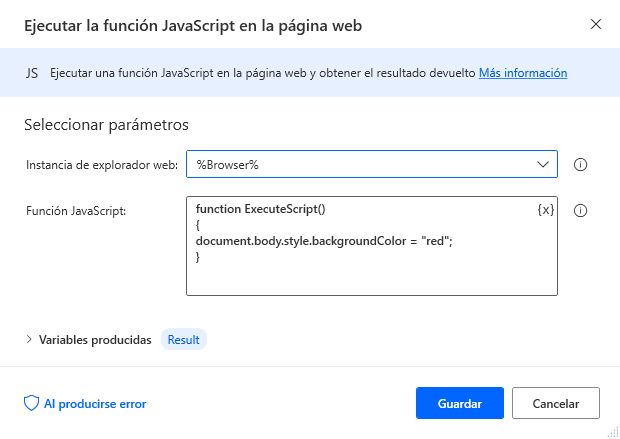 Ejecutar la función JavaScript en la página web
JS Ejecutar una función JavaScript en la página web y obtener el resultado devuelto Más información
Seleccionar parámetros
Instancia de explorador web: %Browser%
Función JavaScript: function ExecuteScript() {x}
{
document.body.style.backgroundColor = "red";
}
Variables producidas Result
Al producirse error Guardar Cancelar